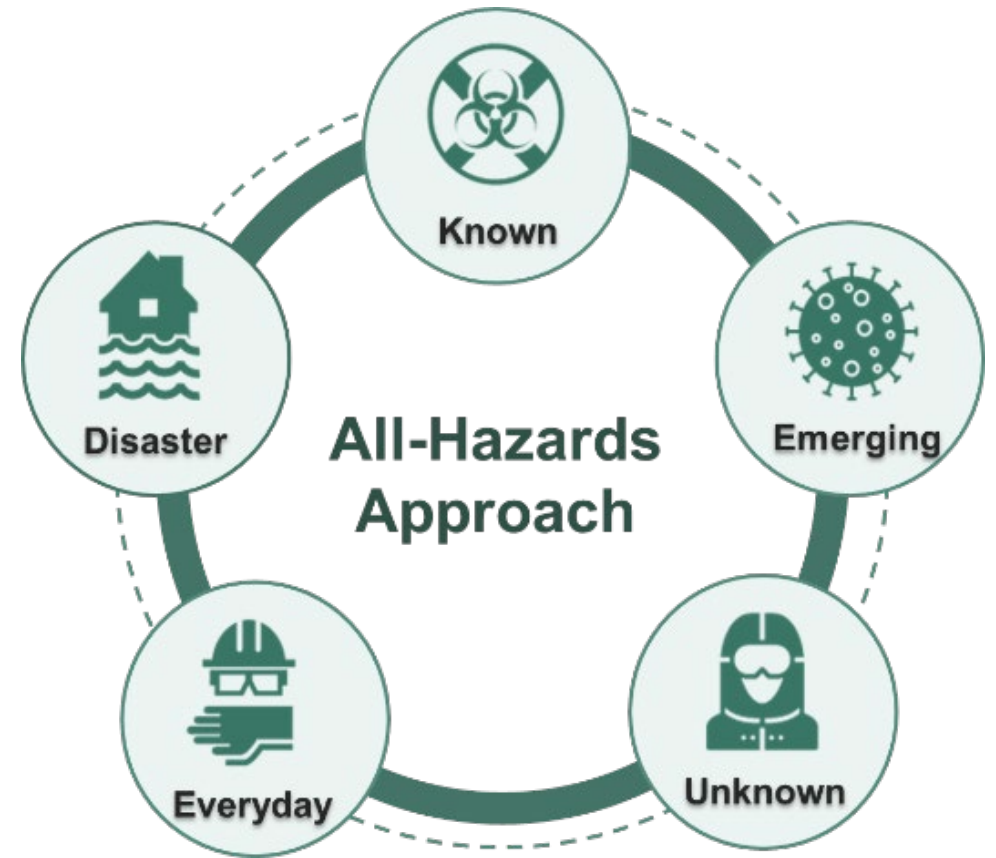 Known
Emerging
Disaster
All-Hazards
Approach
Unknown
Everyday